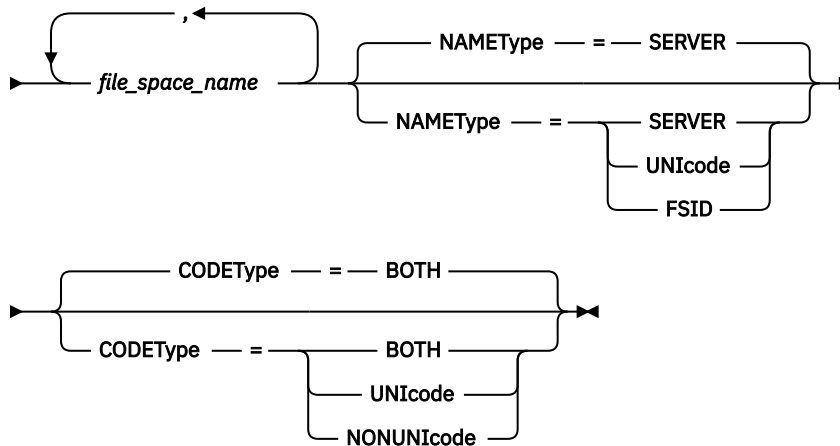 ,
NAMEType = SERVER
file_space_name
NAMEType = SERVER
UNIcode
FSID
CODEType = BOTH
CODEType = BOTH
UNIcode
NONUNIcode